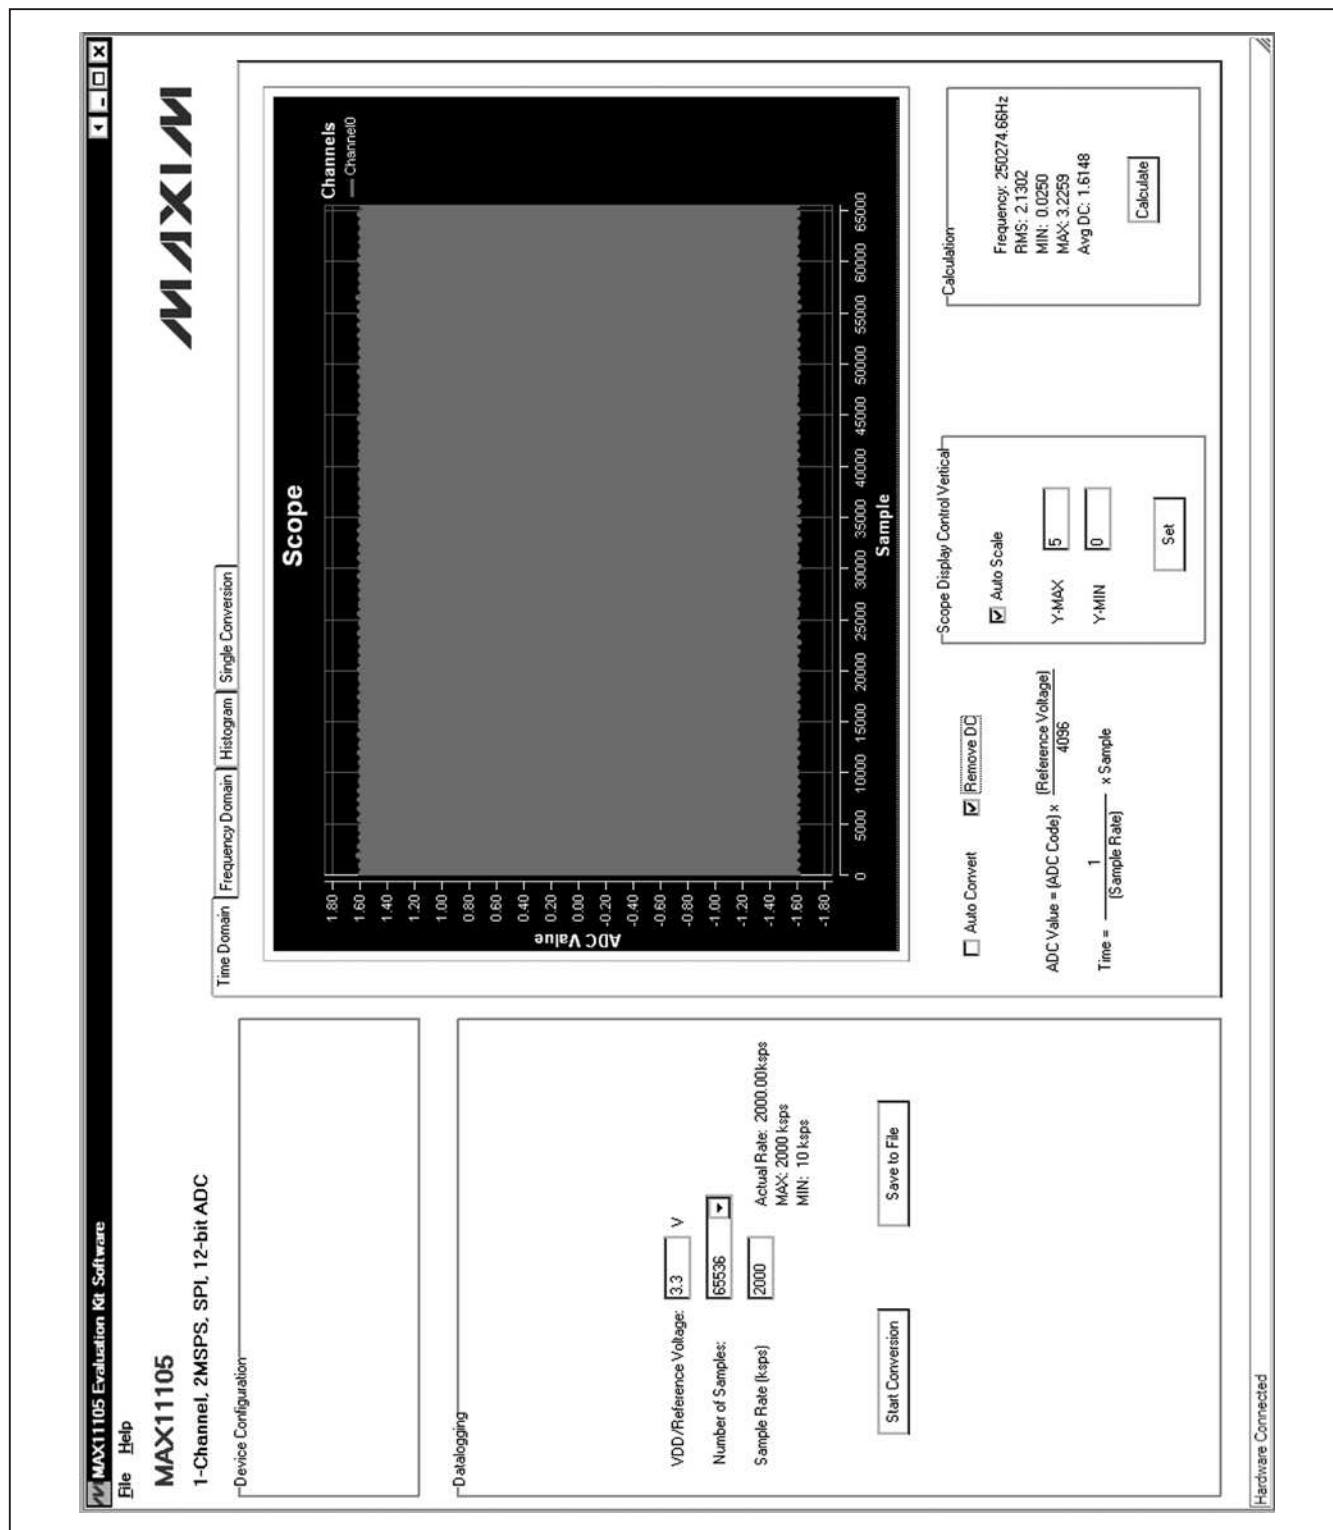 MAX11105 Evaluation Kit Software
File Help
MAX11105
1-Channel, 2MSPS, SPI, 12-bit ADC
MAXIM
Device Configuration
Datalogging
VDD/Reference Voltage: 3.3 V
Number of Samples: 65536
Sample Rate (ksps) 2000
Actual Rate: 2000.00ksps
MAX: 2000 ksps
MIN: 10 ksps
Start Conversion Save to File
Time Domain Frequency Domain Histogram Single Conversion
Scope
Channels
Channel0
ADC Value
1.80
1.60
1.40
1.20
1.00
0.80
0.60
0.40
0.20
0.00
-0.20
-0.40
-0.60
-0.80
-1.00
-1.20
-1.40
-1.60
-1.80
0 5000 10000 15000 20000 25000 30000 35000 40000 45000 50000 55000 60000 65000
Sample
Auto Convert Remove DC
ADC Value = (ADC Code) x (Reference Voltage)
4096
Time = 1
(Sample Rate) x Sample
Scope Display Control Vertical
Auto Scale
Y-MAX 5
Y-MIN 0
Set
Calculation
Frequency: 250274.66Hz
RMS: 2.1302
MIN: 0.0250
MAX: 3.2259
Avg DC: 1.6148
Calculate
Hardware Connected